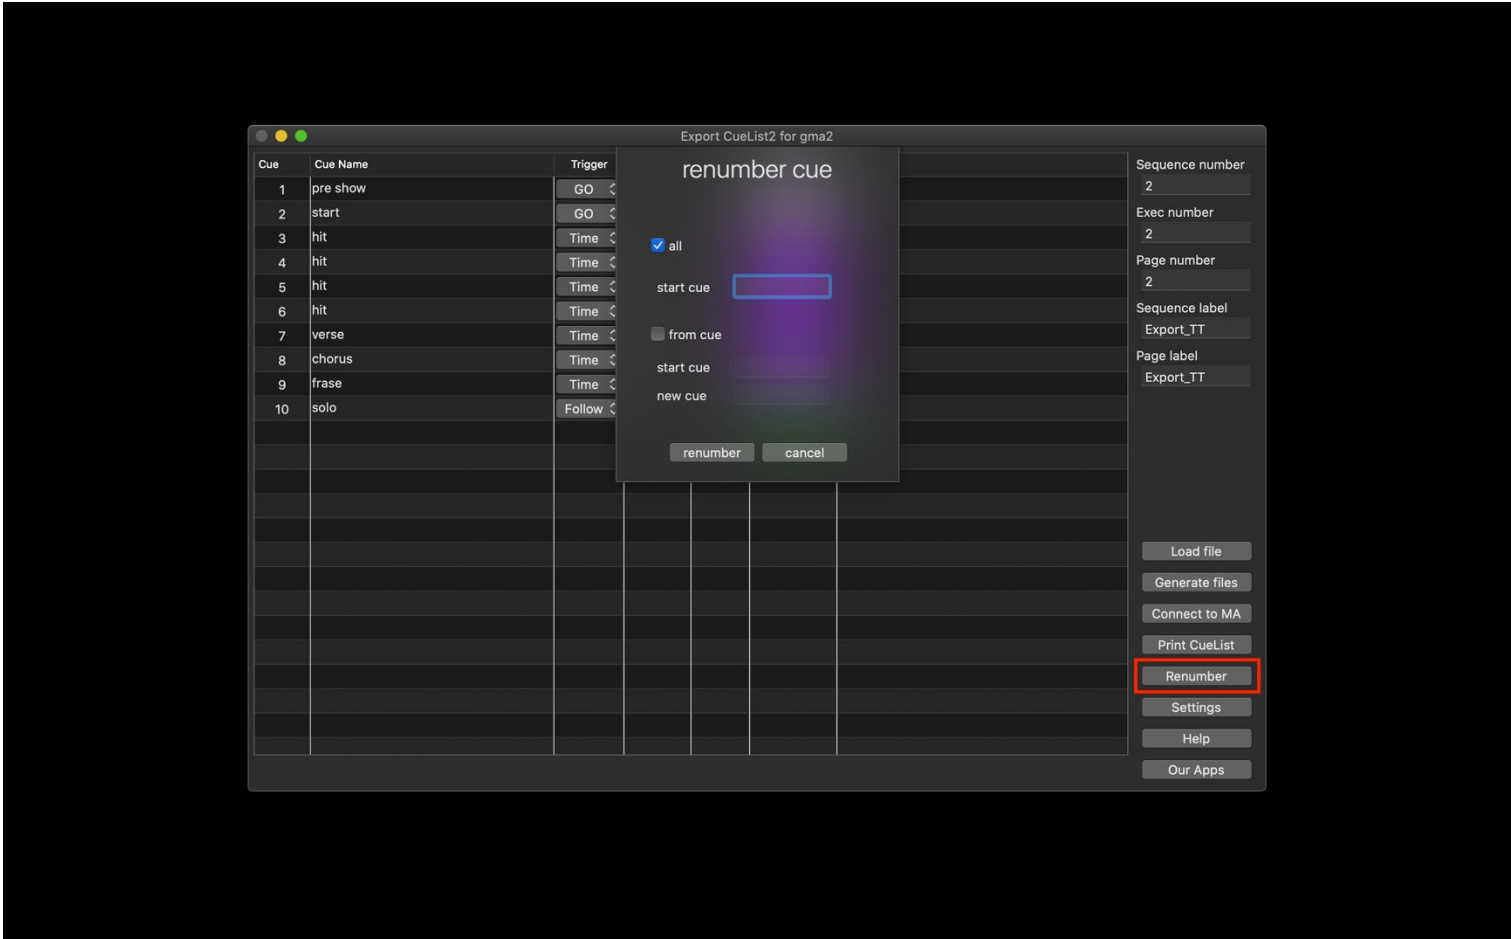 Export CueList2 for gma2
Cue Cue Name Trigger
1 pre show GO
2 start GO
3 hit Time
4 hit Time
5 hit Time
6 hit Time
7 verse Time
8 chorus Time
9 frase Time
10 solo Follow
renumber cue
all
start cue
from cue
start cue
new cue
renumber cancel
Sequence number
2
Exec number
2
Page number
2
Sequence label
Export_TT
Page label
Export_TT
Load file
Generate files
Connect to MA
Print CueList
Renumber
Settings
Help
Our Apps